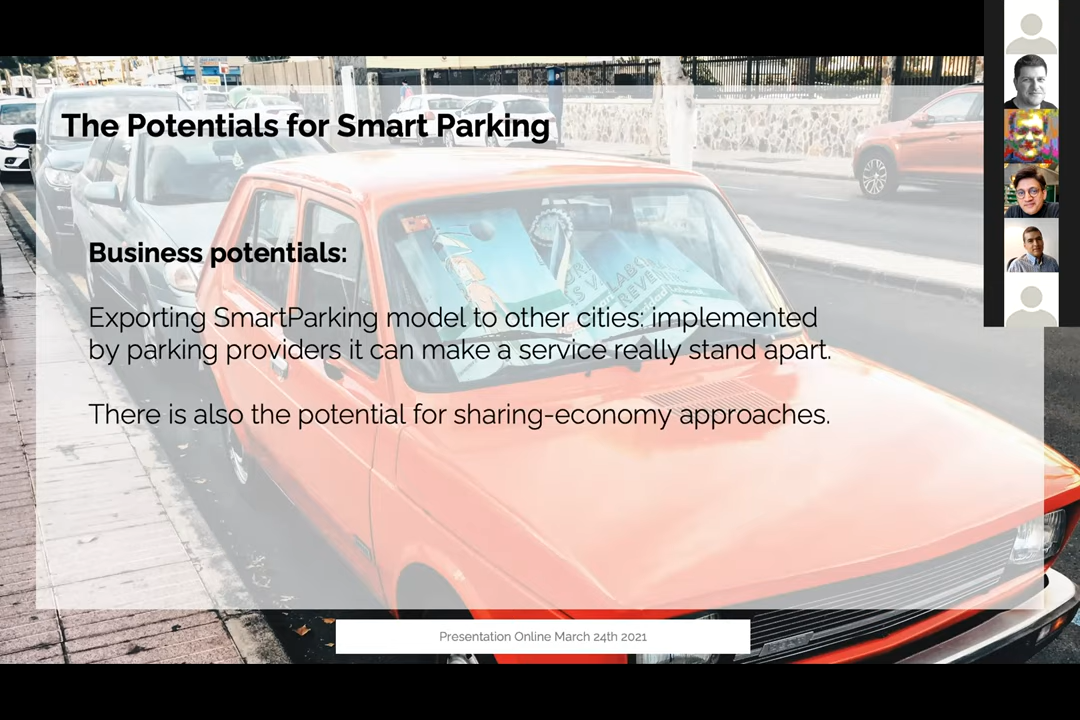 The Potentials for Smart Parking
Business potentials:
Exporting SmartParking model to other cities: implemented
by parking providers it can make a service really stand apart.
There is also the potential for sharing-economy approaches.
Presentation Online March 24th 2021